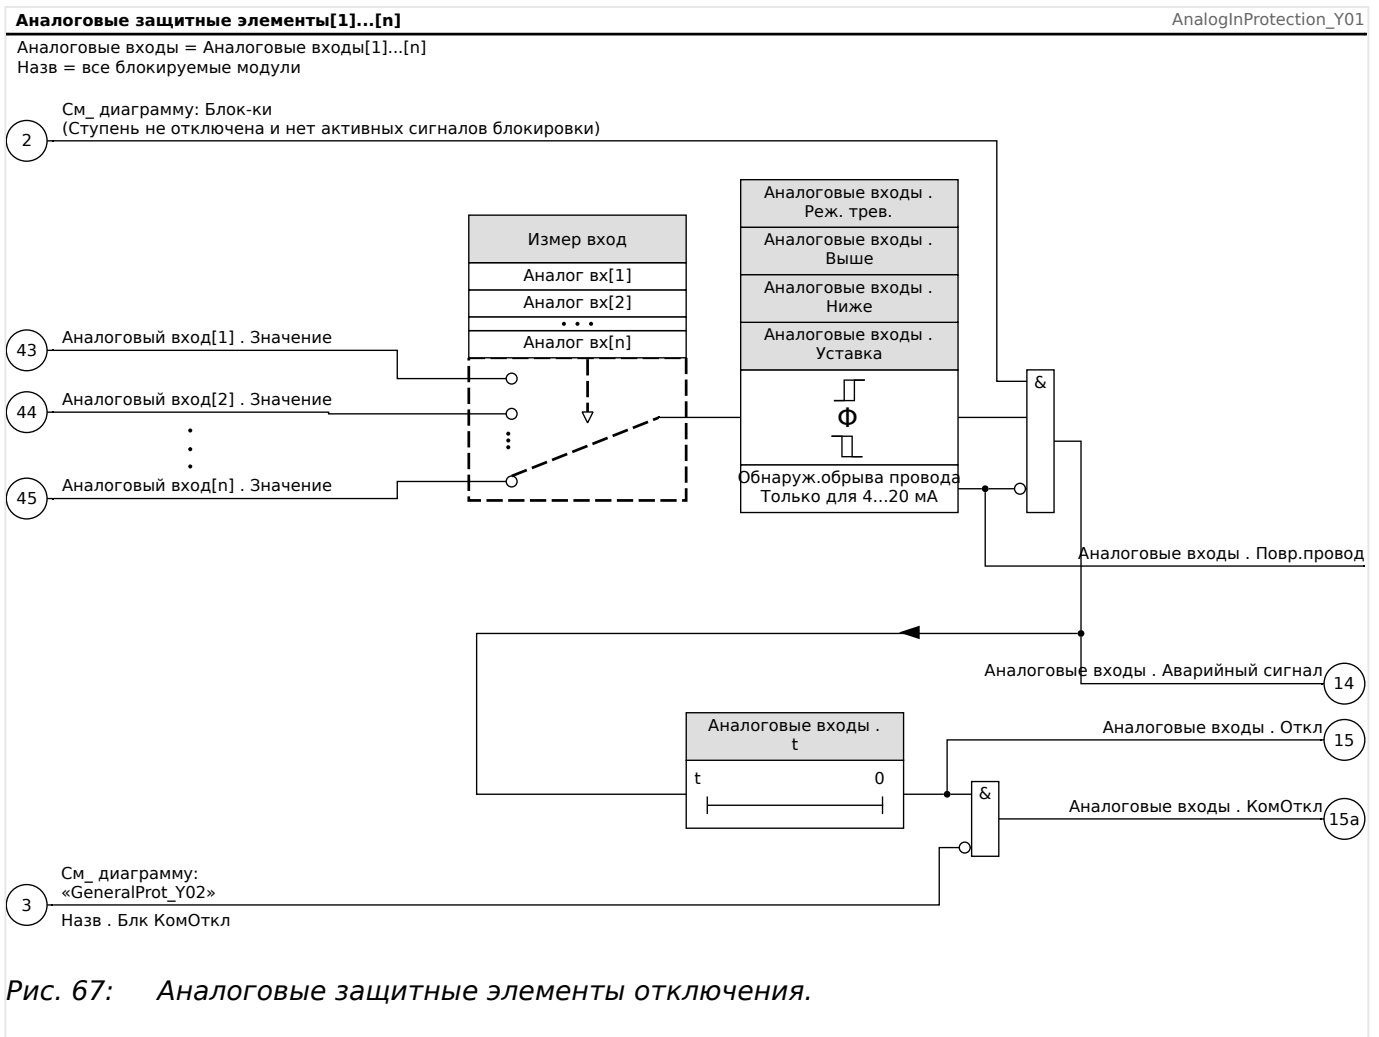 Аналоговые защитные элементы[1]...[n]
AnalogInProtection_Y01
Аналоговые входы = Аналоговые входы[1]...[n]
Назв = все блокируемые модули
См_ диаграмму: Блок-ки
(Ступень не отключена и нет активных сигналов блокировки)
2
Аналоговые входы .
Реж. трев.
Аналоговые входы .
Выше
Аналоговые входы .
Ниже
Аналоговые входы .
Уставка
Измер вход
Аналог вх[1]
Аналог вх[2]
• • •
Аналог вх[n]
43
Аналоговый вход[1] . Значение
44
Аналоговый вход[2] . Значение
45
Аналоговый вход[n] . Значение
Φ
&
Обнаруж.обрыва провода
Только для 4...20 мА
Аналоговые входы . Повр.провод
Аналоговые входы . Аварийный сигнал
14
Аналоговые входы .
t
t
0
Аналоговые входы . Откл
15
&
Аналоговые входы . КомОткл
15a
См_ диаграмму:
«GeneralProt_Y02»
3
Назв . Блк КомОткл
Рис. 67: Аналоговые защитные элементы отключения.